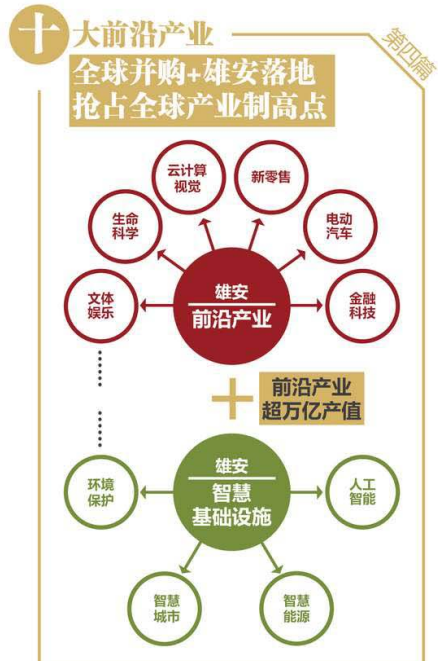 十大前沿产业
第四篇
全球并购+雄安落地
抢占全球产业制高点
云计算
视觉
新零售
生命
科学
电动
汽车
文体
娱乐
雄安
前沿产业
金融
科技
前沿产业
超万亿产值
环境
保护
雄安
智慧
基础设施
人工
智能
智慧
城市
智慧
能源